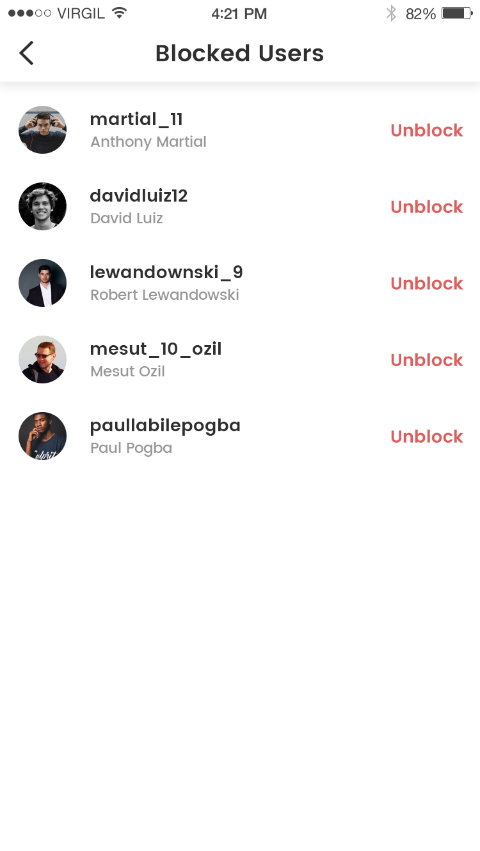 VIRGIL 4:21 PM 82%
Blocked Users
martial_11
Anthony Martial
Unblock
davidluiz12
David Luiz
Unblock
lewandownski_9
Robert Lewandowski
Unblock
mesut_10_ozil
Mesut Ozil
Unblock
paullabilepogba
Paul Pogba
Unblock